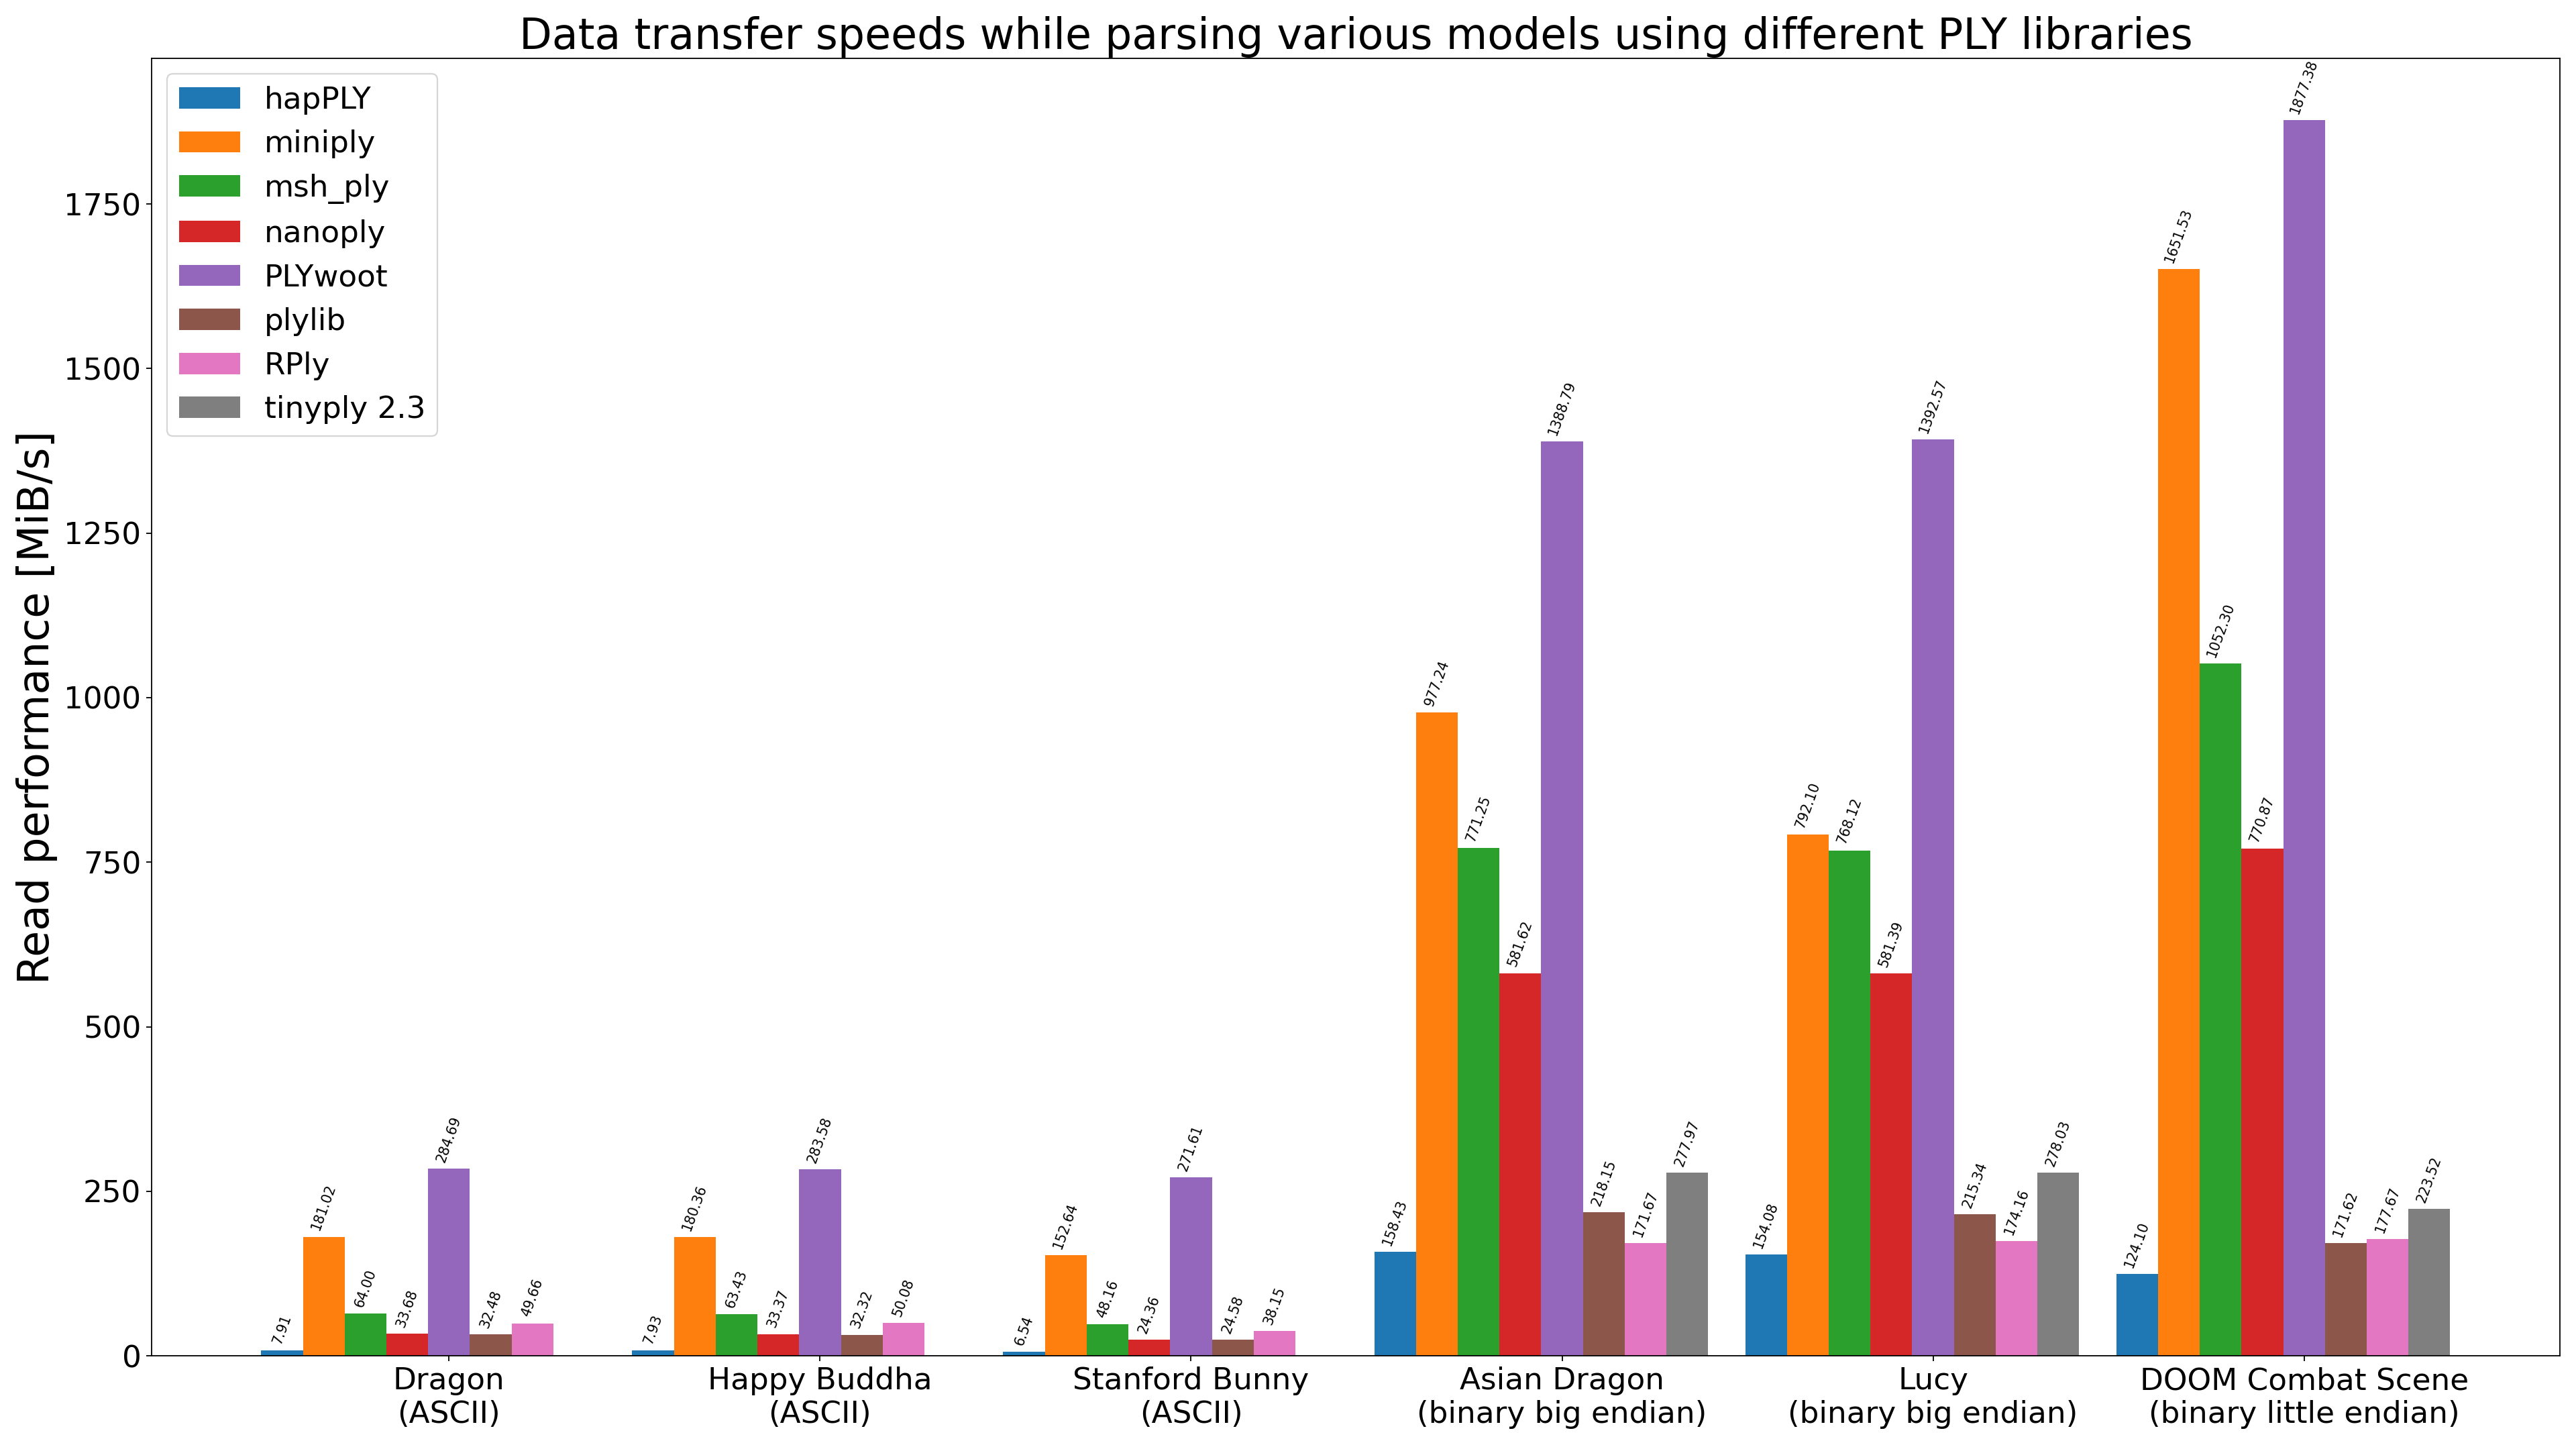 Data transfer speeds while parsing various models using different PLY libraries
hapPLY
miniply
msh_ply
nanoply
PLYwoot
plylib
RPly
tinyply 2.3
Read performance [MiB/s]
1750
1500
1250
1000
750
500
250
0
7.91
181.02
64.00
33.68
284.69
32.48
49.66
7.93
180.36
63.43
33.37
283.58
32.32
50.08
6.54
152.64
48.16
24.36
271.61
24.58
38.15
158.43
977.24
771.25
581.62
1388.79
218.15
171.67
277.97
154.08
792.10
768.12
581.39
1392.57
215.34
174.16
278.03
124.10
1651.53
1052.30
770.87
1877.38
171.62
177.67
223.52
Dragon
(ASCII)
Happy Buddha
(ASCII)
Stanford Bunny
(ASCII)
Asian Dragon
(binary big endian)
Lucy
(binary big endian)
DOOM Combat Scene
(binary little endian)